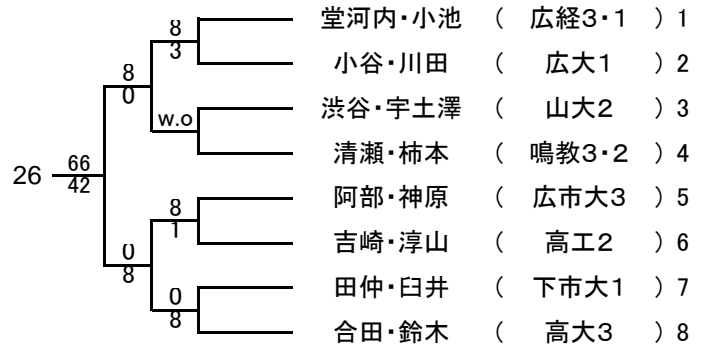 8
3
堂河内・小池 ( 広経3・1 ) 1
小谷・川田 ( 広大1 ) 2
8
0
w.o
渋谷・宇土澤 ( 山大2 ) 3
清瀬・柿本 ( 鳴教3・2 ) 4
26
66
42
8
1
阿部・神原 ( 広市大3 ) 5
吉崎・淳山 ( 高工2 ) 6
0
8
0
8
田仲・臼井 ( 下市大1 ) 7
合田・鈴木 ( 高大3 ) 8